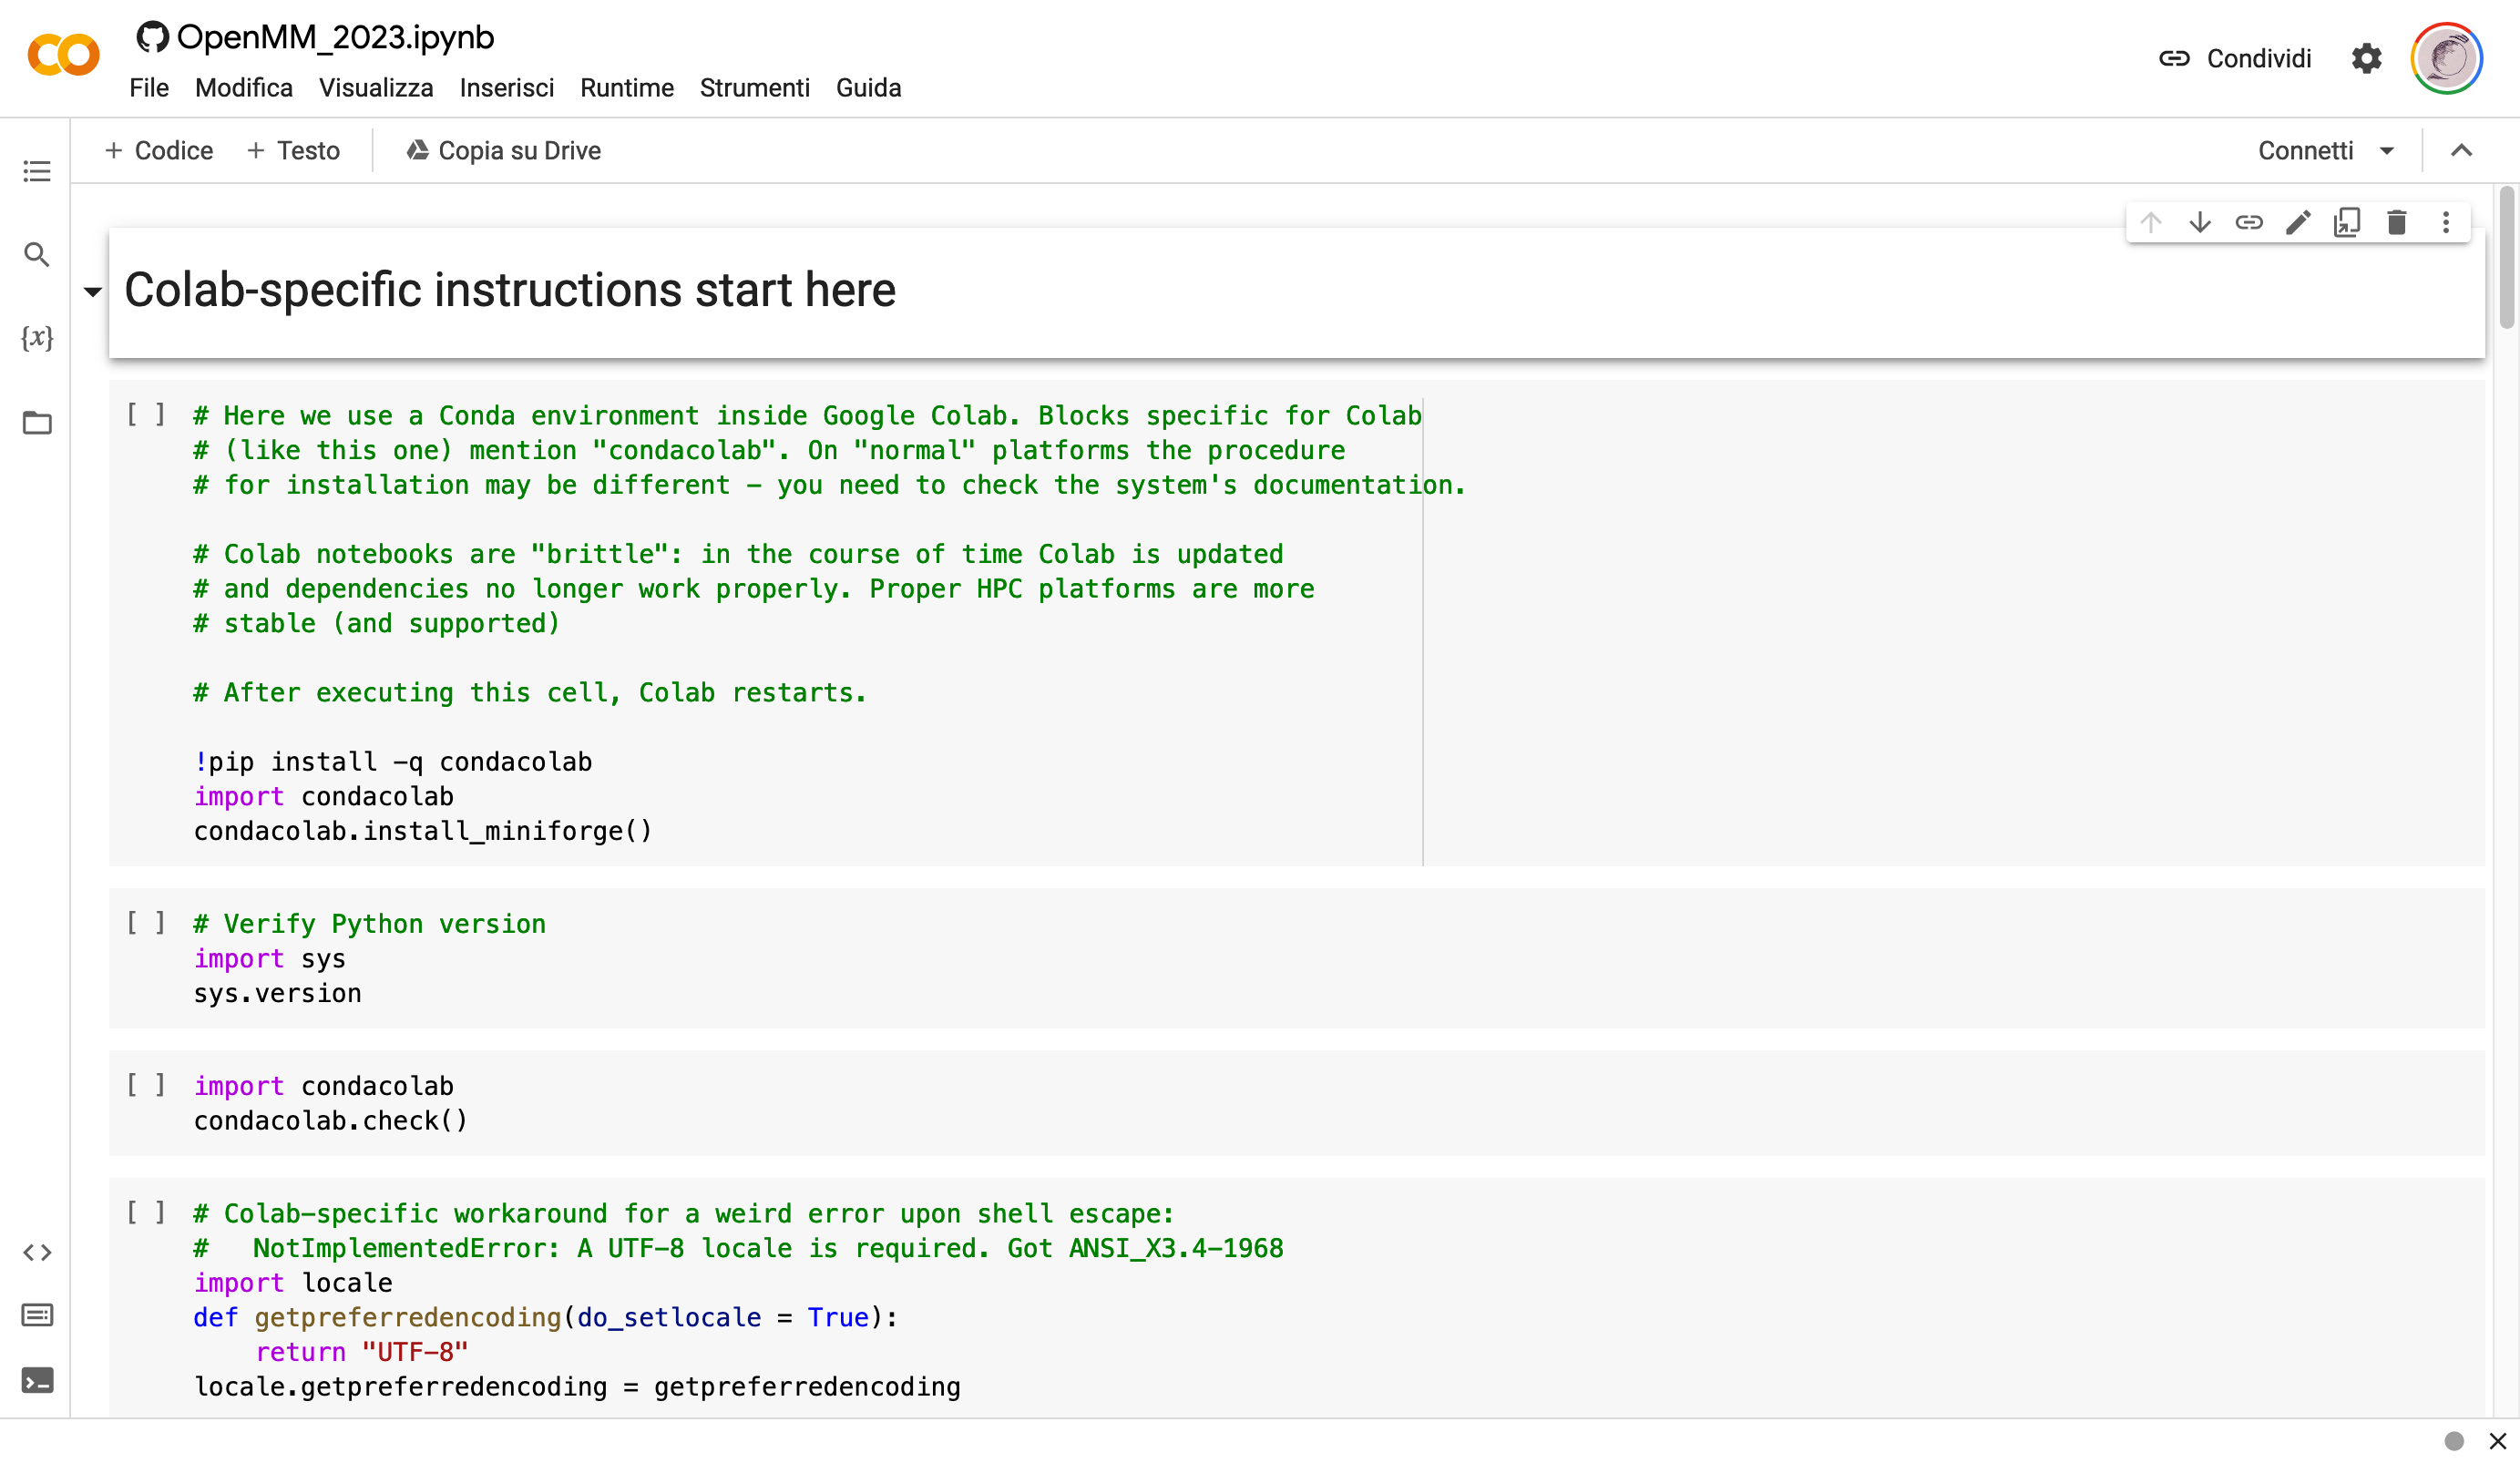 OpenMM_2023.ipynb
File Modifica Visualizza Inserisci Runtime Strumenti Guida
Condividi
+ Codice + Testo Copia su Drive
Connetti
{x}
Colab-specific instructions start here
[ ] # Here we use a Conda environment inside Google Colab. Blocks specific for Colab
# (like this one) mention "condacolab". On "normal" platforms the procedure
# for installation may be different - you need to check the system's documentation.
# Colab notebooks are "brittle": in the course of time Colab is updated
# and dependencies no longer work properly. Proper HPC platforms are more
# stable (and supported)
# After executing this cell, Colab restarts.
!pip install -q condacolab
import condacolab
condacolab.install_miniforge()
[ ] # Verify Python version
import sys
sys.version
[ ] import condacolab
condacolab.check()
[ ] # Colab-specific workaround for a weird error upon shell escape:
#   NotImplementedError: A UTF-8 locale is required. Got ANSI_X3.4-1968
import locale
def getpreferredencoding(do_setlocale = True):
    return "UTF-8"
locale.getpreferredencoding = getpreferredencoding